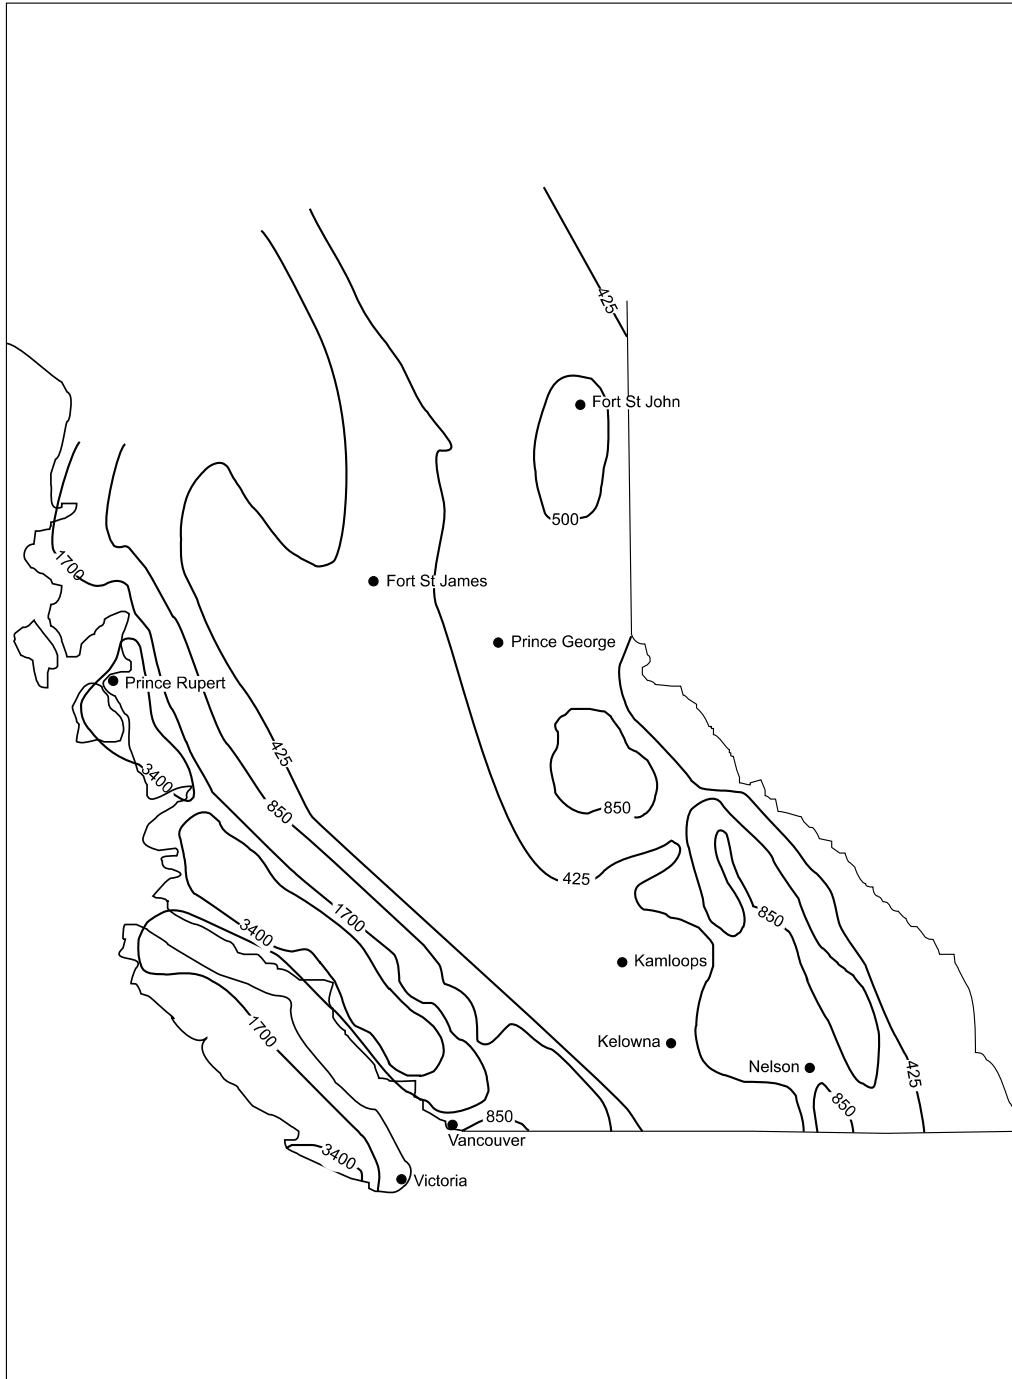 425
Fort St John
500
1700
Fort St James
Prince George
Prince Rupert
425
3400
850
850
425
1700
850
3400
Kamloops
1700
Kelowna
Nelson
425
850
850
Vancouver
3400
Victoria